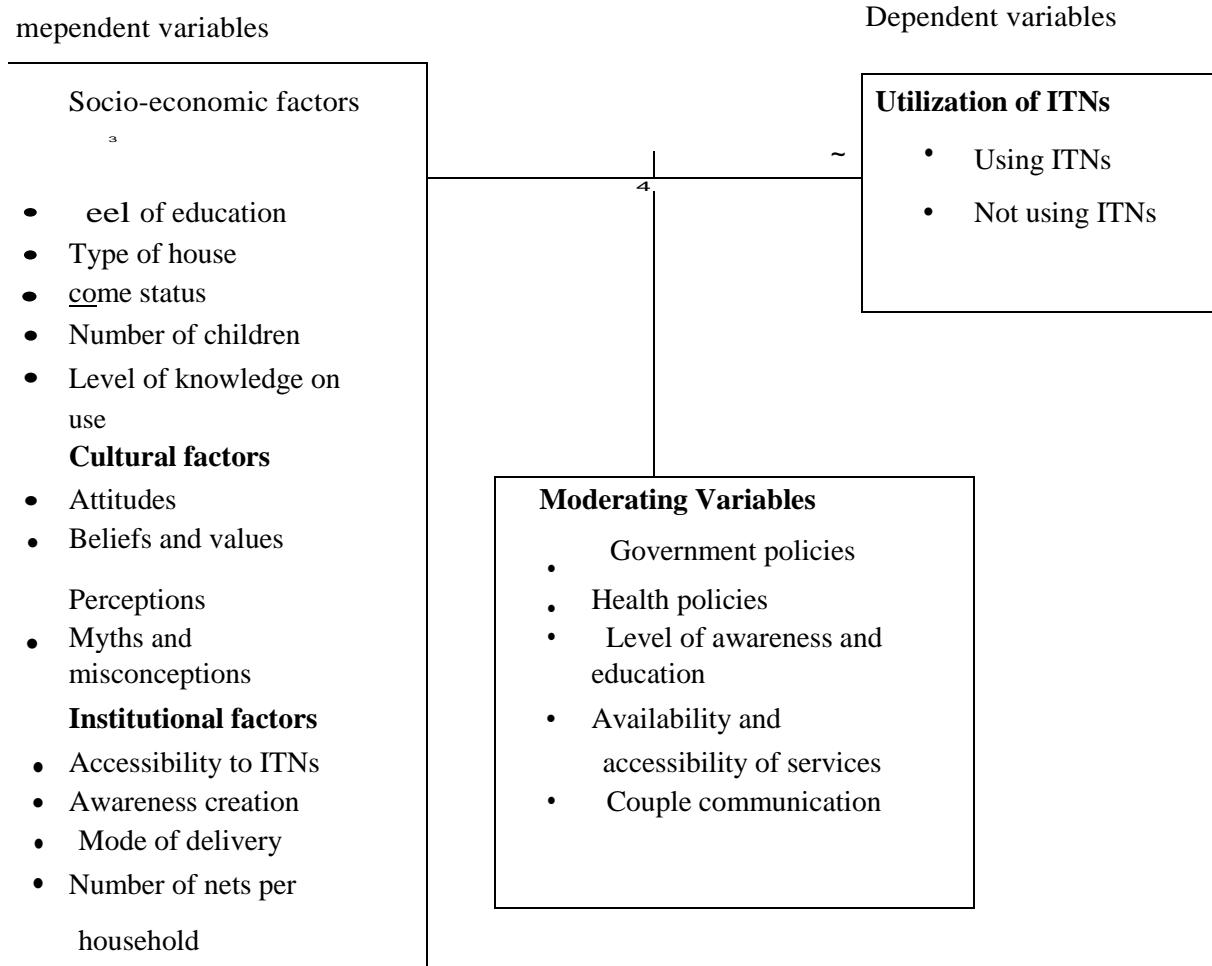 mependent variables
Socio-economic factors
3
• eel of education
• Type of house
• come status
• Number of children
• Level of knowledge on
use
Cultural factors
• Attitudes
• Beliefs and values
Perceptions
• Myths and
misconceptions
Institutional factors
• Accessibility to ITNs
• Awareness creation
• Mode of delivery
• Number of nets per
household
Dependent variables
Utilization of ITNs
~
• Using ITNs
• Not using ITNs
4
Moderating Variables
• Government policies
• Health policies
• Level of awareness and
education
• Availability and
accessibility of services
• Couple communication